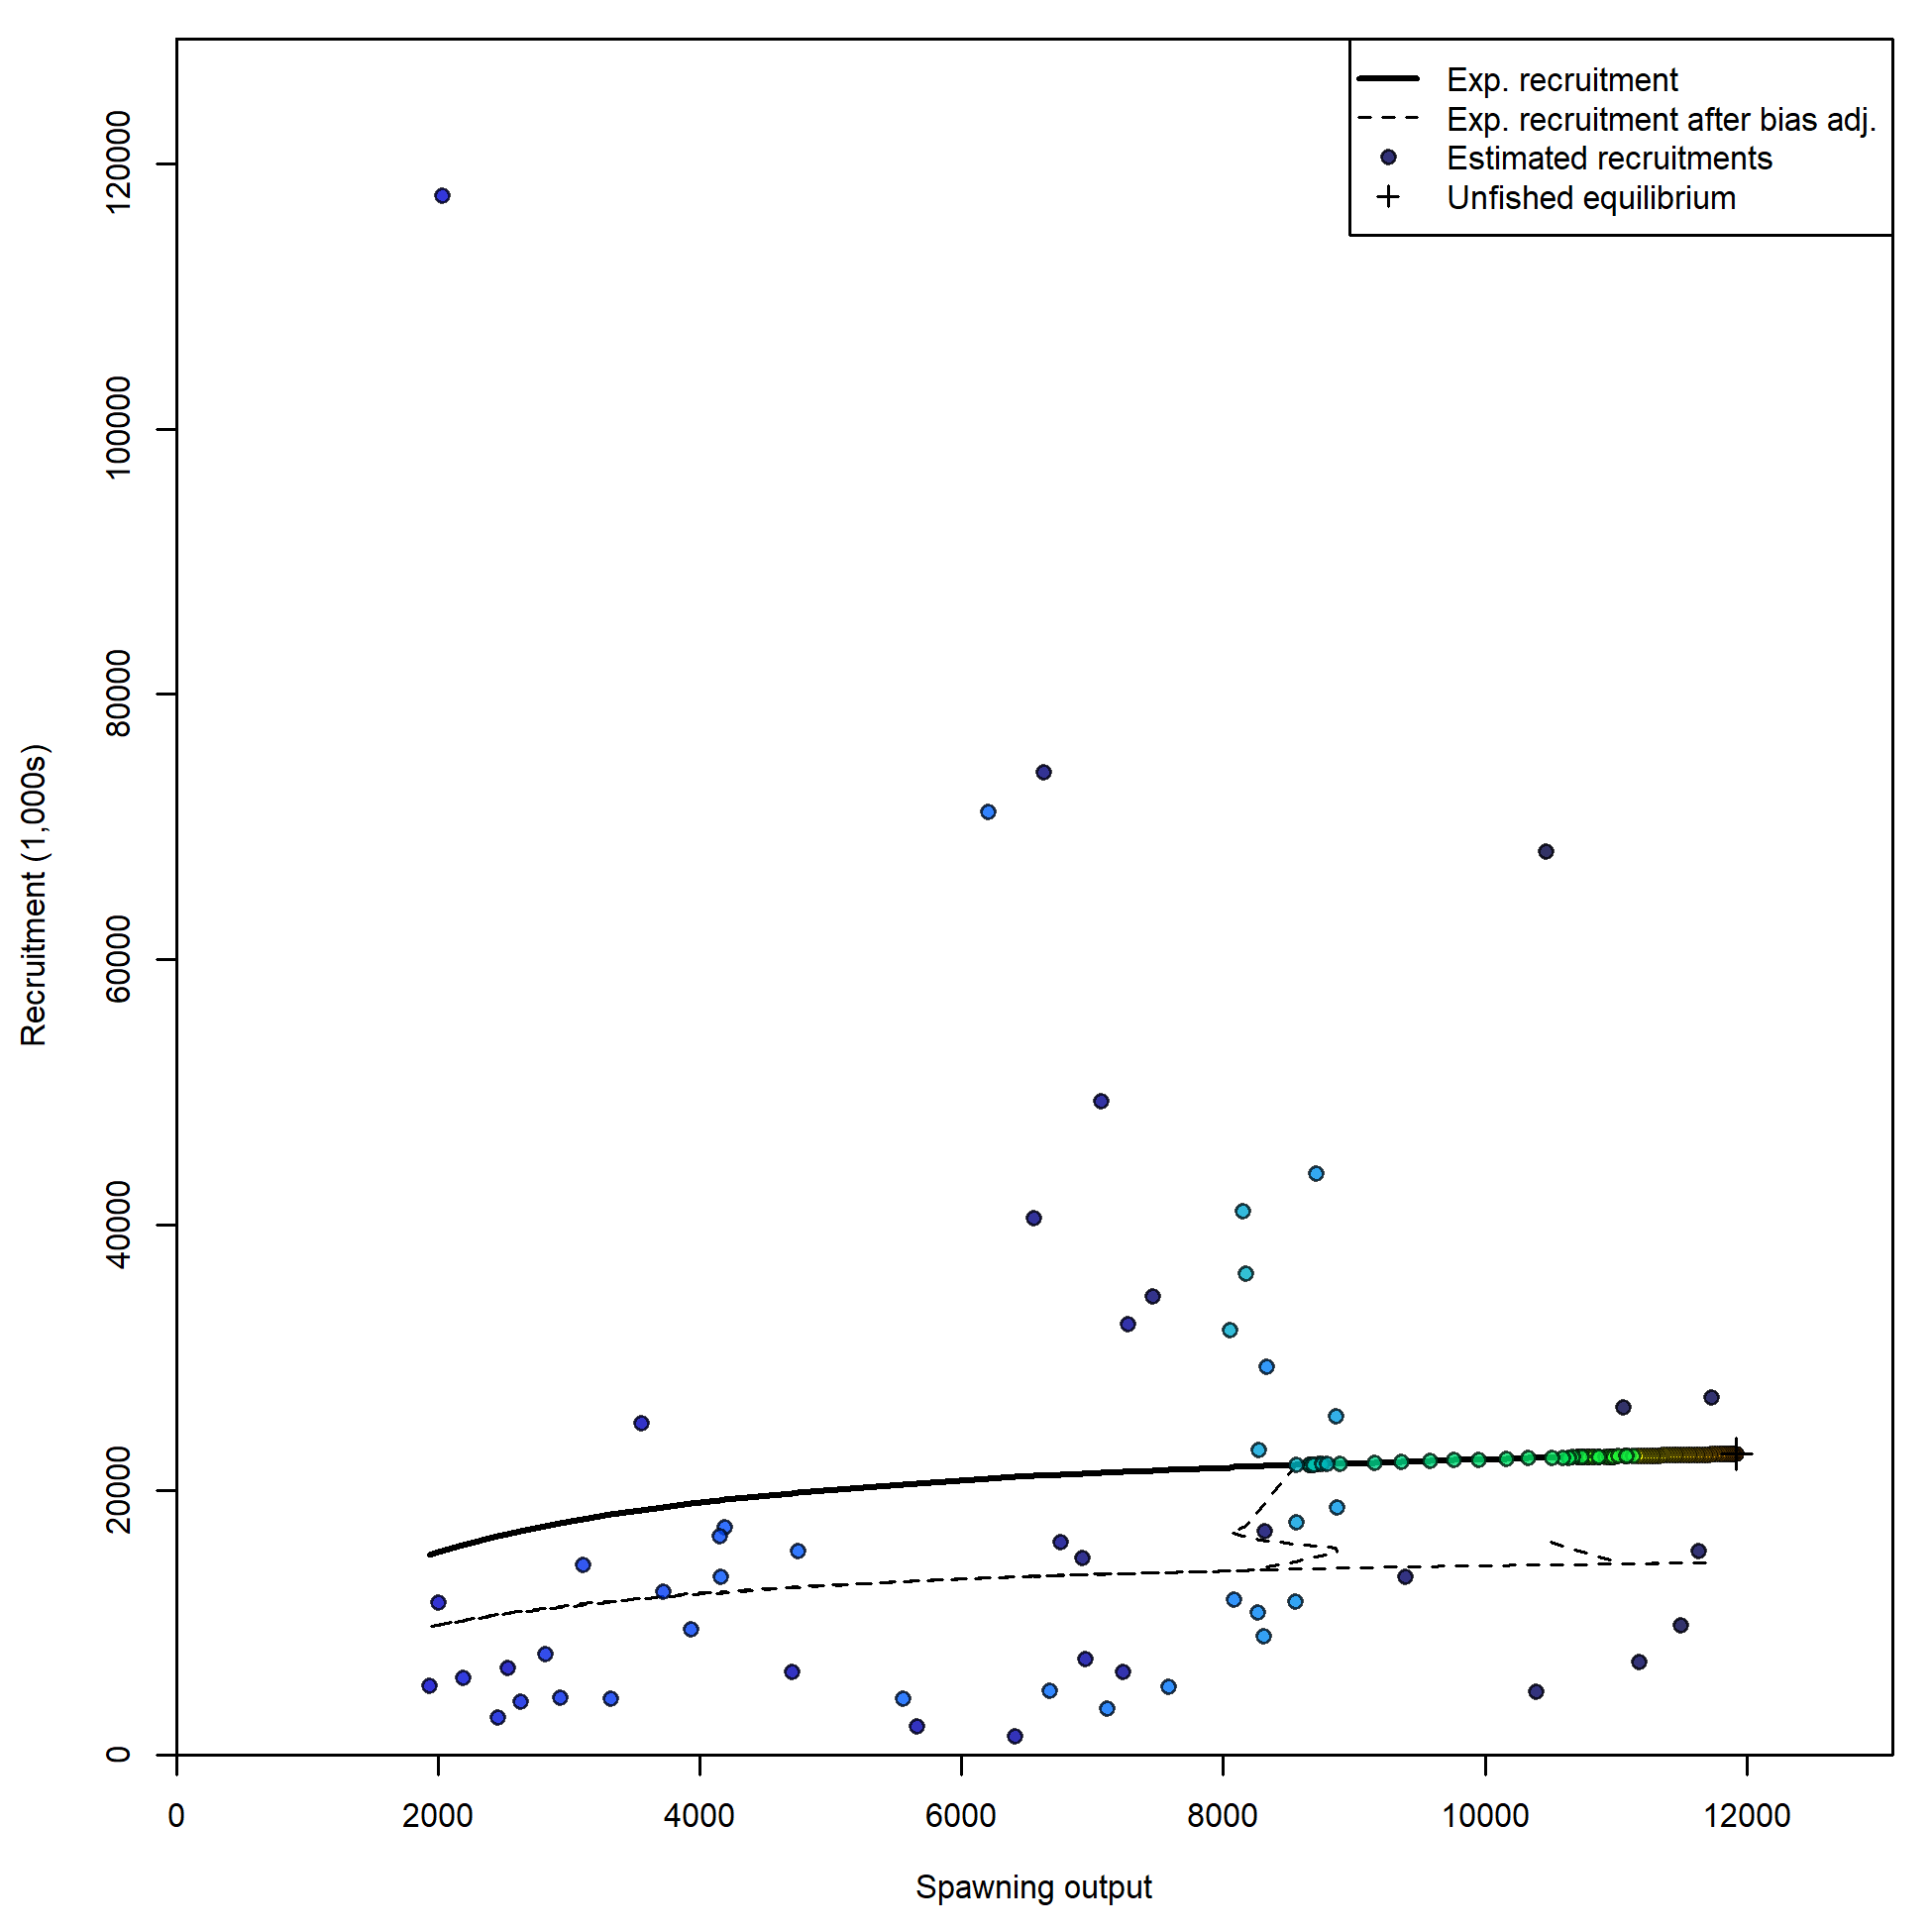 Exp. recruitment
Exp. recruitment after bias adj.
Estimated recruitments
Unfished equilibrium
120000
100000
80000
60000
40000
20000
0
Recruitment (1,000s)
0 2000 4000 6000 8000 10000 12000
Spawning output